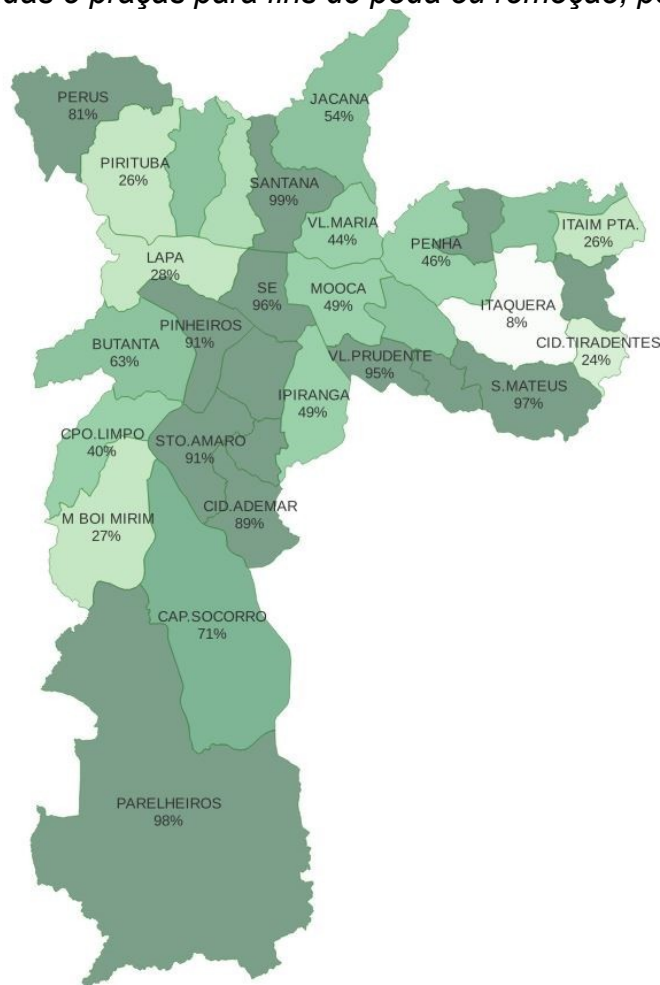 e praças para fins de poda ou remoção,
PERUS
81%
JACANA
54%
PIRITUBA
26%
SANTANA
99%
VL.MARIA
44%
PENHA
46%
ITAIM PTA.
26%
LAPA
28%
SE
96%
MOOCA
49%
ITAQUERA
8%
PINHEIROS
91%
BUTANTA
63%
VL.PRUDENTE
95%
CID.TIRADENTES
24%
S.MATEUS
97%
IPIRANGA
49%
CPO.LIMPO
40%
STO.AMARO
91%
M BOI MIRIM
27%
CID.ADEMAR
89%
CAP.SOCORRO
71%
PARELHEIROS
98%